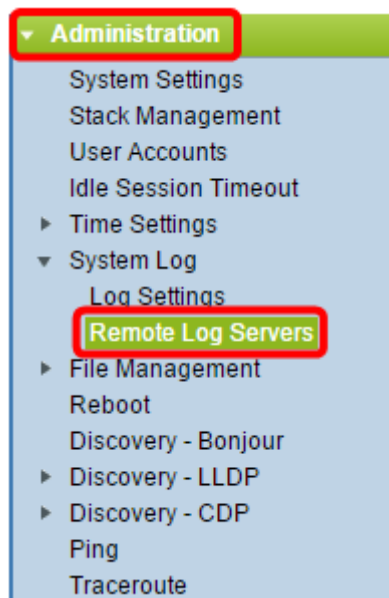 Administration
System Settings
Stack Management
User Accounts
Idle Session Timeout
Time Settings
System Log
Log Settings
Remote Log Servers
File Management
Reboot
Discovery - Bonjour
Discovery - LLDP
Discovery - CDP
Ping
Traceroute